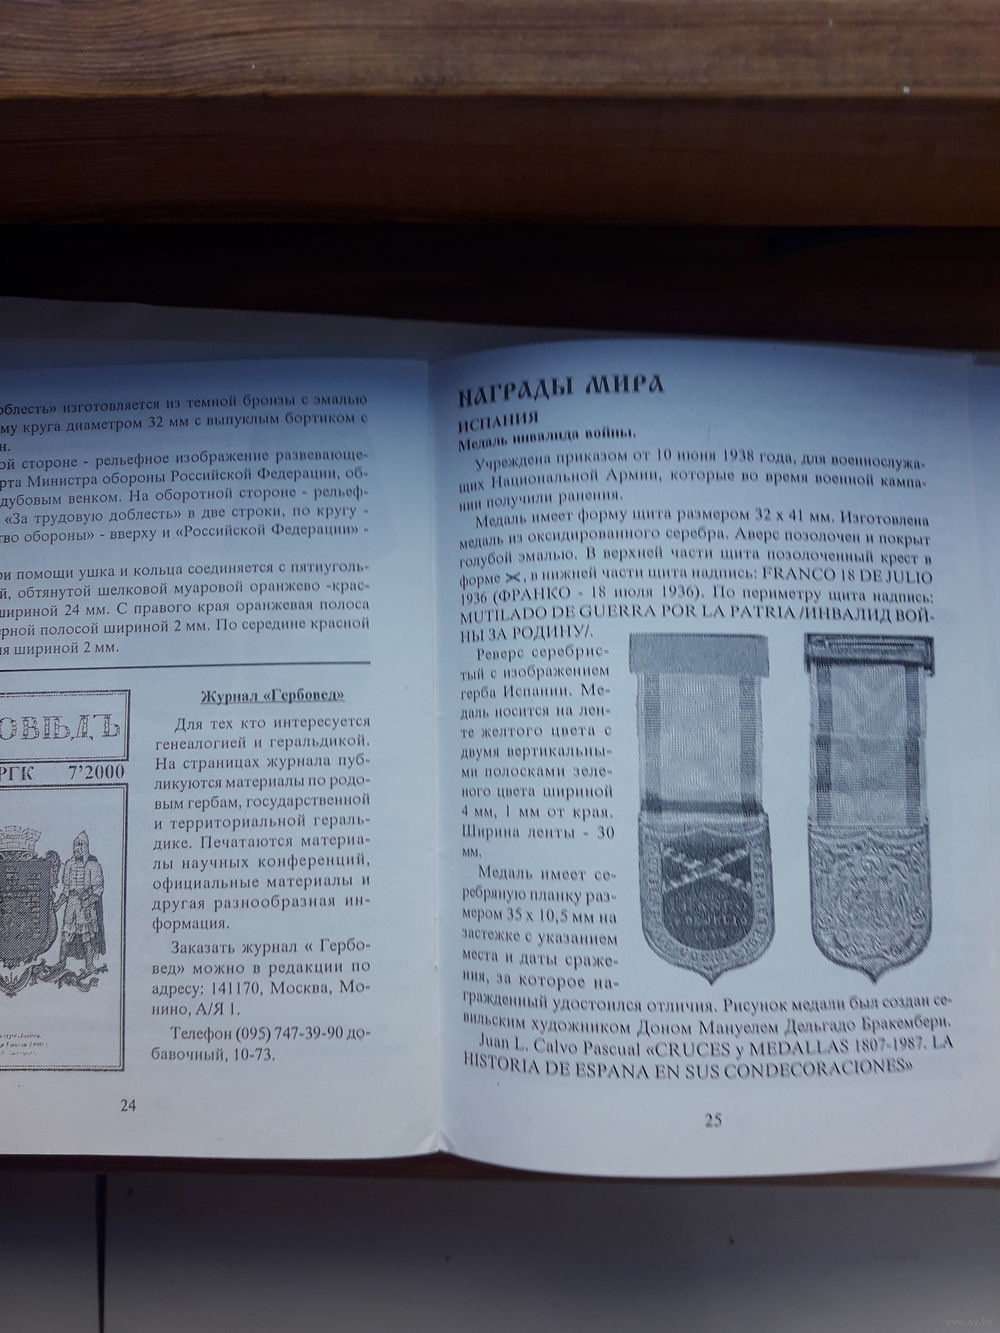 облесть» изготовляется из темной бронзы с эмалью
му круга диаметром 32 мм с выпуклым бортиком с
н.
ой стороне - рельефное изображение развевающе-
рта Министра обороны Российской Федерации, об-
дубовым венком. На оборотной стороне - рельеф-
«За трудовую доблесть» в две строки, по кругу -
тво обороны» - вверху и «Российской Федерации» -
ри помощи ушка и кольца соединяется с пятиуголь-
й, обтянутой шелковой муаровой оранжево -крас-
шириной 24 мм. С правого края оранжевая полоса
ерной полосой шириной 2 мм. По середине красной
ля шириной 2 мм.
ОВѢДЪ
РГК 7'2000
Журнал «Гербовед»
Для тех кто интересуется
генеалогией и геральдикой.
На страницах журнала пуб-
ликуются материалы по родо-
вым гербам, государственной
и территориальной гераль-
дике. Печатаются материа-
лы научных конференций,
официальные материалы и
другая разнообразная ин-
формация.
Заказать журнал « Гербо-
вед» можно в редакции по
адресу: 141170, Москва, Мо-
нино, А/Я 1.
Телефон (095) 747-39-90 до-
бавочный, 10-73.
24
НАГРАДЫ МИРА
ИСПАНИЯ
Медаль инвалида войны.
Учреждена приказом от 10 июня 1938 года, для военнослужа-
щих Национальной Армии, которые во время военной кампа-
нии получили ранения.
Медаль имеет форму щита размером 32 х 41 мм. Изготовлена
медаль из оксидированного серебра. Аверс позолочен и покрыт
голубой эмалью. В верхней части щита позолоченный крест в
форме , в нижней части щита надпись: FRANCO 18 DE JULIO
1936 (ФРАНКО - 18 июля 1936). По периметру щита надпись:
MUTILADO DE GUERRA POR LA PATRIA /ИНВАЛИД ВОЙ-
НЫ ЗА РОДИНУ/.
Реверс серебрис-
тый с изображением
герба Испании. Ме-
даль носится на лен-
те желтого цвета с
двумя вертикальны-
ми полосками зеле-
ного цвета шириной
4 мм, 1 мм от края.
Ширина ленты - 30
мм.
Медаль имеет се-
ребряную планку раз-
мером 35 х 10,5 мм на
застежке с указанием
места и даты сраже-
ния, за которое на-
гражденный удостоился отличия. Рисунок медали был создан се-
вильским художником Доном Мануелем Дельгадо Бракембери.
Juan L. Calvo Pascual «CRUCES y MEDALLAS 1807-1987. LA
HISTORIA DE ESPANA EN SUS CONDECORACIONES»
25
www.ay.by